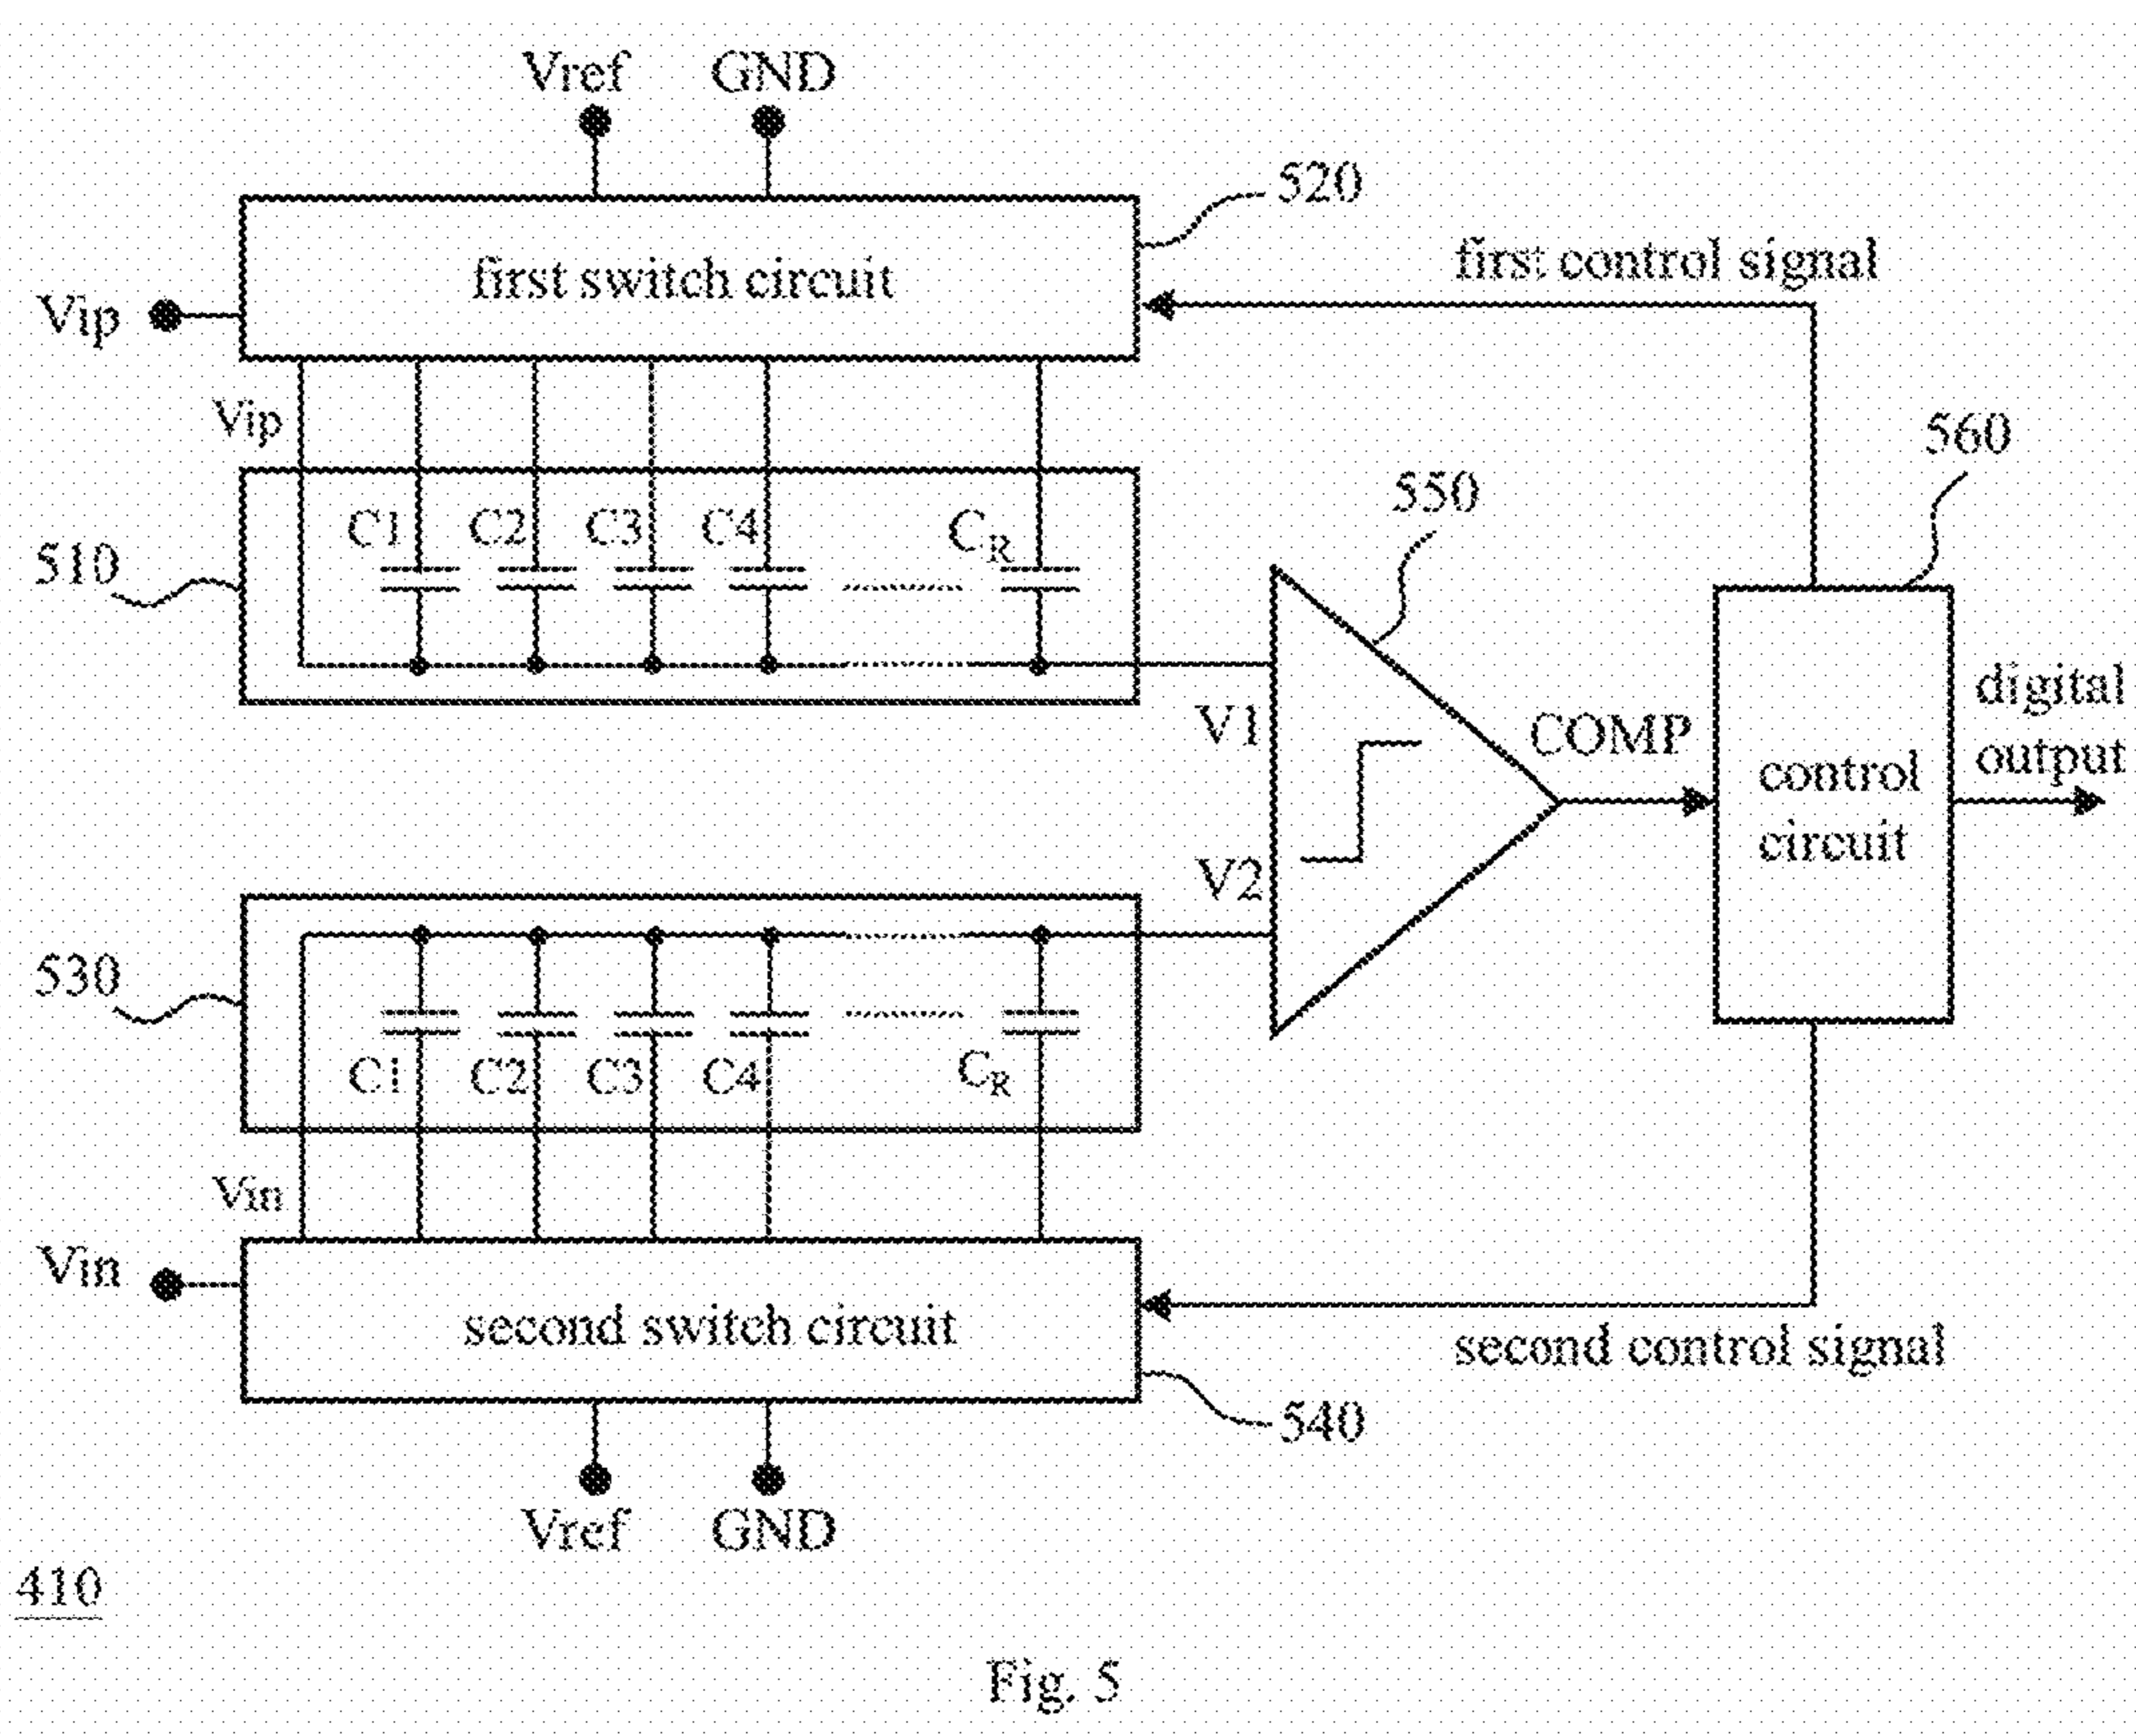 Vref GND
520
first switch circuit
first control signal
Vip
Vip
560
550
C1 C2 C3 C4 CR
510
digital
output
V1
COMP
control
circuit
V2
530
C1 C2 C3 C4 CR
Vin
Vin
second switch circuit
second control signal
540
Vref GND
410
Fig. 5